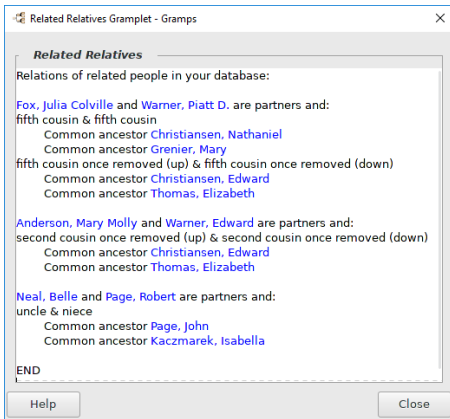 Related Relatives Gramplet - Gramps
Related Relatives
Relations of related people in your database:
Fox, Julia Colville and Warner, Piatt D. are partners and:
fifth cousin & fifth cousin
Common ancestor Christiansen, Nathaniel
Common ancestor Grenier, Mary
fifth cousin once removed (up) & fifth cousin once removed (down)
Common ancestor Christiansen, Edward
Common ancestor Thomas, Elizabeth
Anderson, Mary Molly and Warner, Edward are partners and:
second cousin once removed (up) & second cousin once removed (down)
Common ancestor Christiansen, Edward
Common ancestor Thomas, Elizabeth
Neal, Belle and Page, Robert are partners and:
uncle & niece
Common ancestor Page, John
Common ancestor Kaczmarek, Isabella
END
Help Close